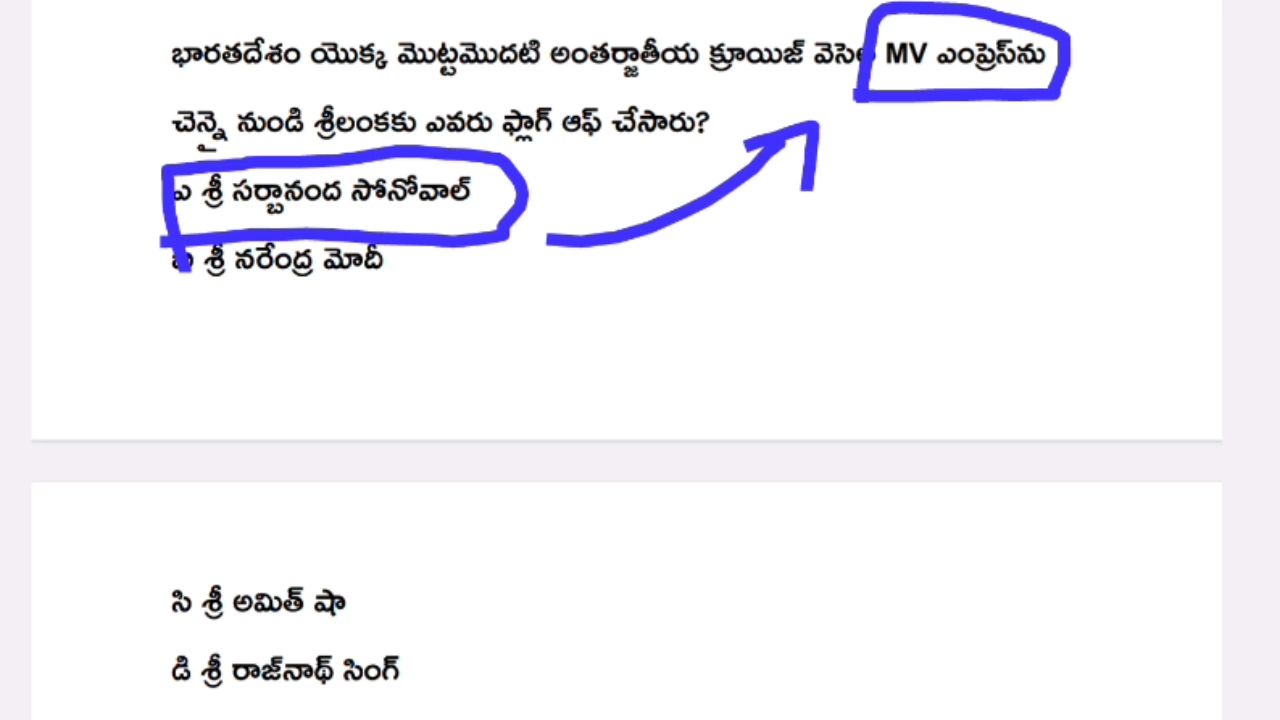 భారతదేశం యొక్క మొట్టమొదటి అంతర్జాతీయ క్రూయిజ్ వెసెల్ MV ఎంప్రెస్‌ను
చెన్నై నుండి శ్రీలంకకు ఎవరు ఫ్లాగ్ ఆఫ్ చేసారు?
ఎ శ్రీ సర్బానంద సోనోవాల్
బి శ్రీ నరేంద్ర మోదీ
సి శ్రీ అమిత్ షా
డి శ్రీ రాజ్‌నాథ్ సింగ్